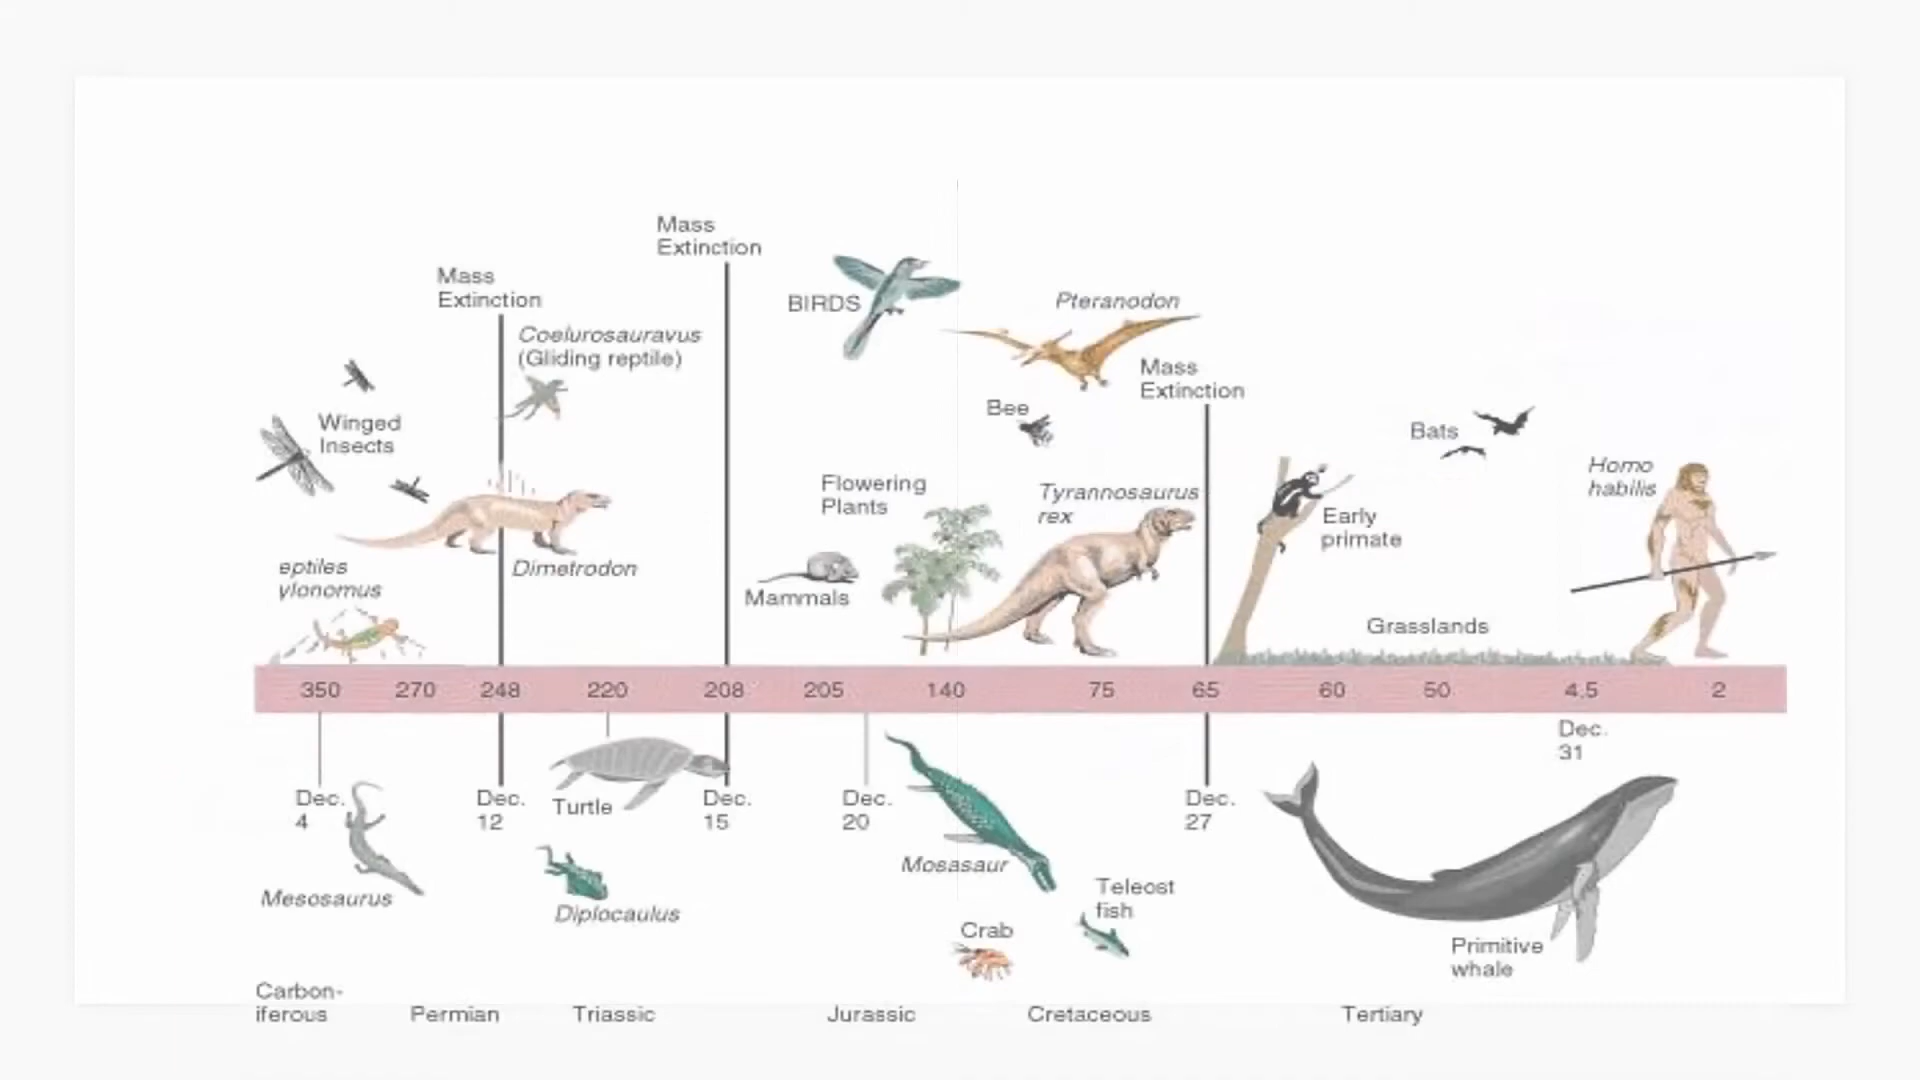 Mass
Extinction
Mass
Extinction
Coelurosauravus
(Gliding reptile)
BIRDS
Pteranodon
Mass
Extinction
Winged
Insects
Bee
Bats
Homo
habilis
Flowering
Plants
Tyrannosaurus
rex
Early
primate
eptiles
ylonomus
Dimetrodon
Mammals
Grasslands
350 270 248 220 208 205 140 75 65 60 50 4.5 2
Dec.
31
Dec.
4
Dec.
12
Turtle
Dec.
15
Dec.
20
Dec.
27
Mesosaurus
Diplocaulus
Mosasaur
Teleost
fish
Crab
Primitive
whale
Carbon-
iferous
Permian
Triassic
Jurassic
Cretaceous
Tertiary